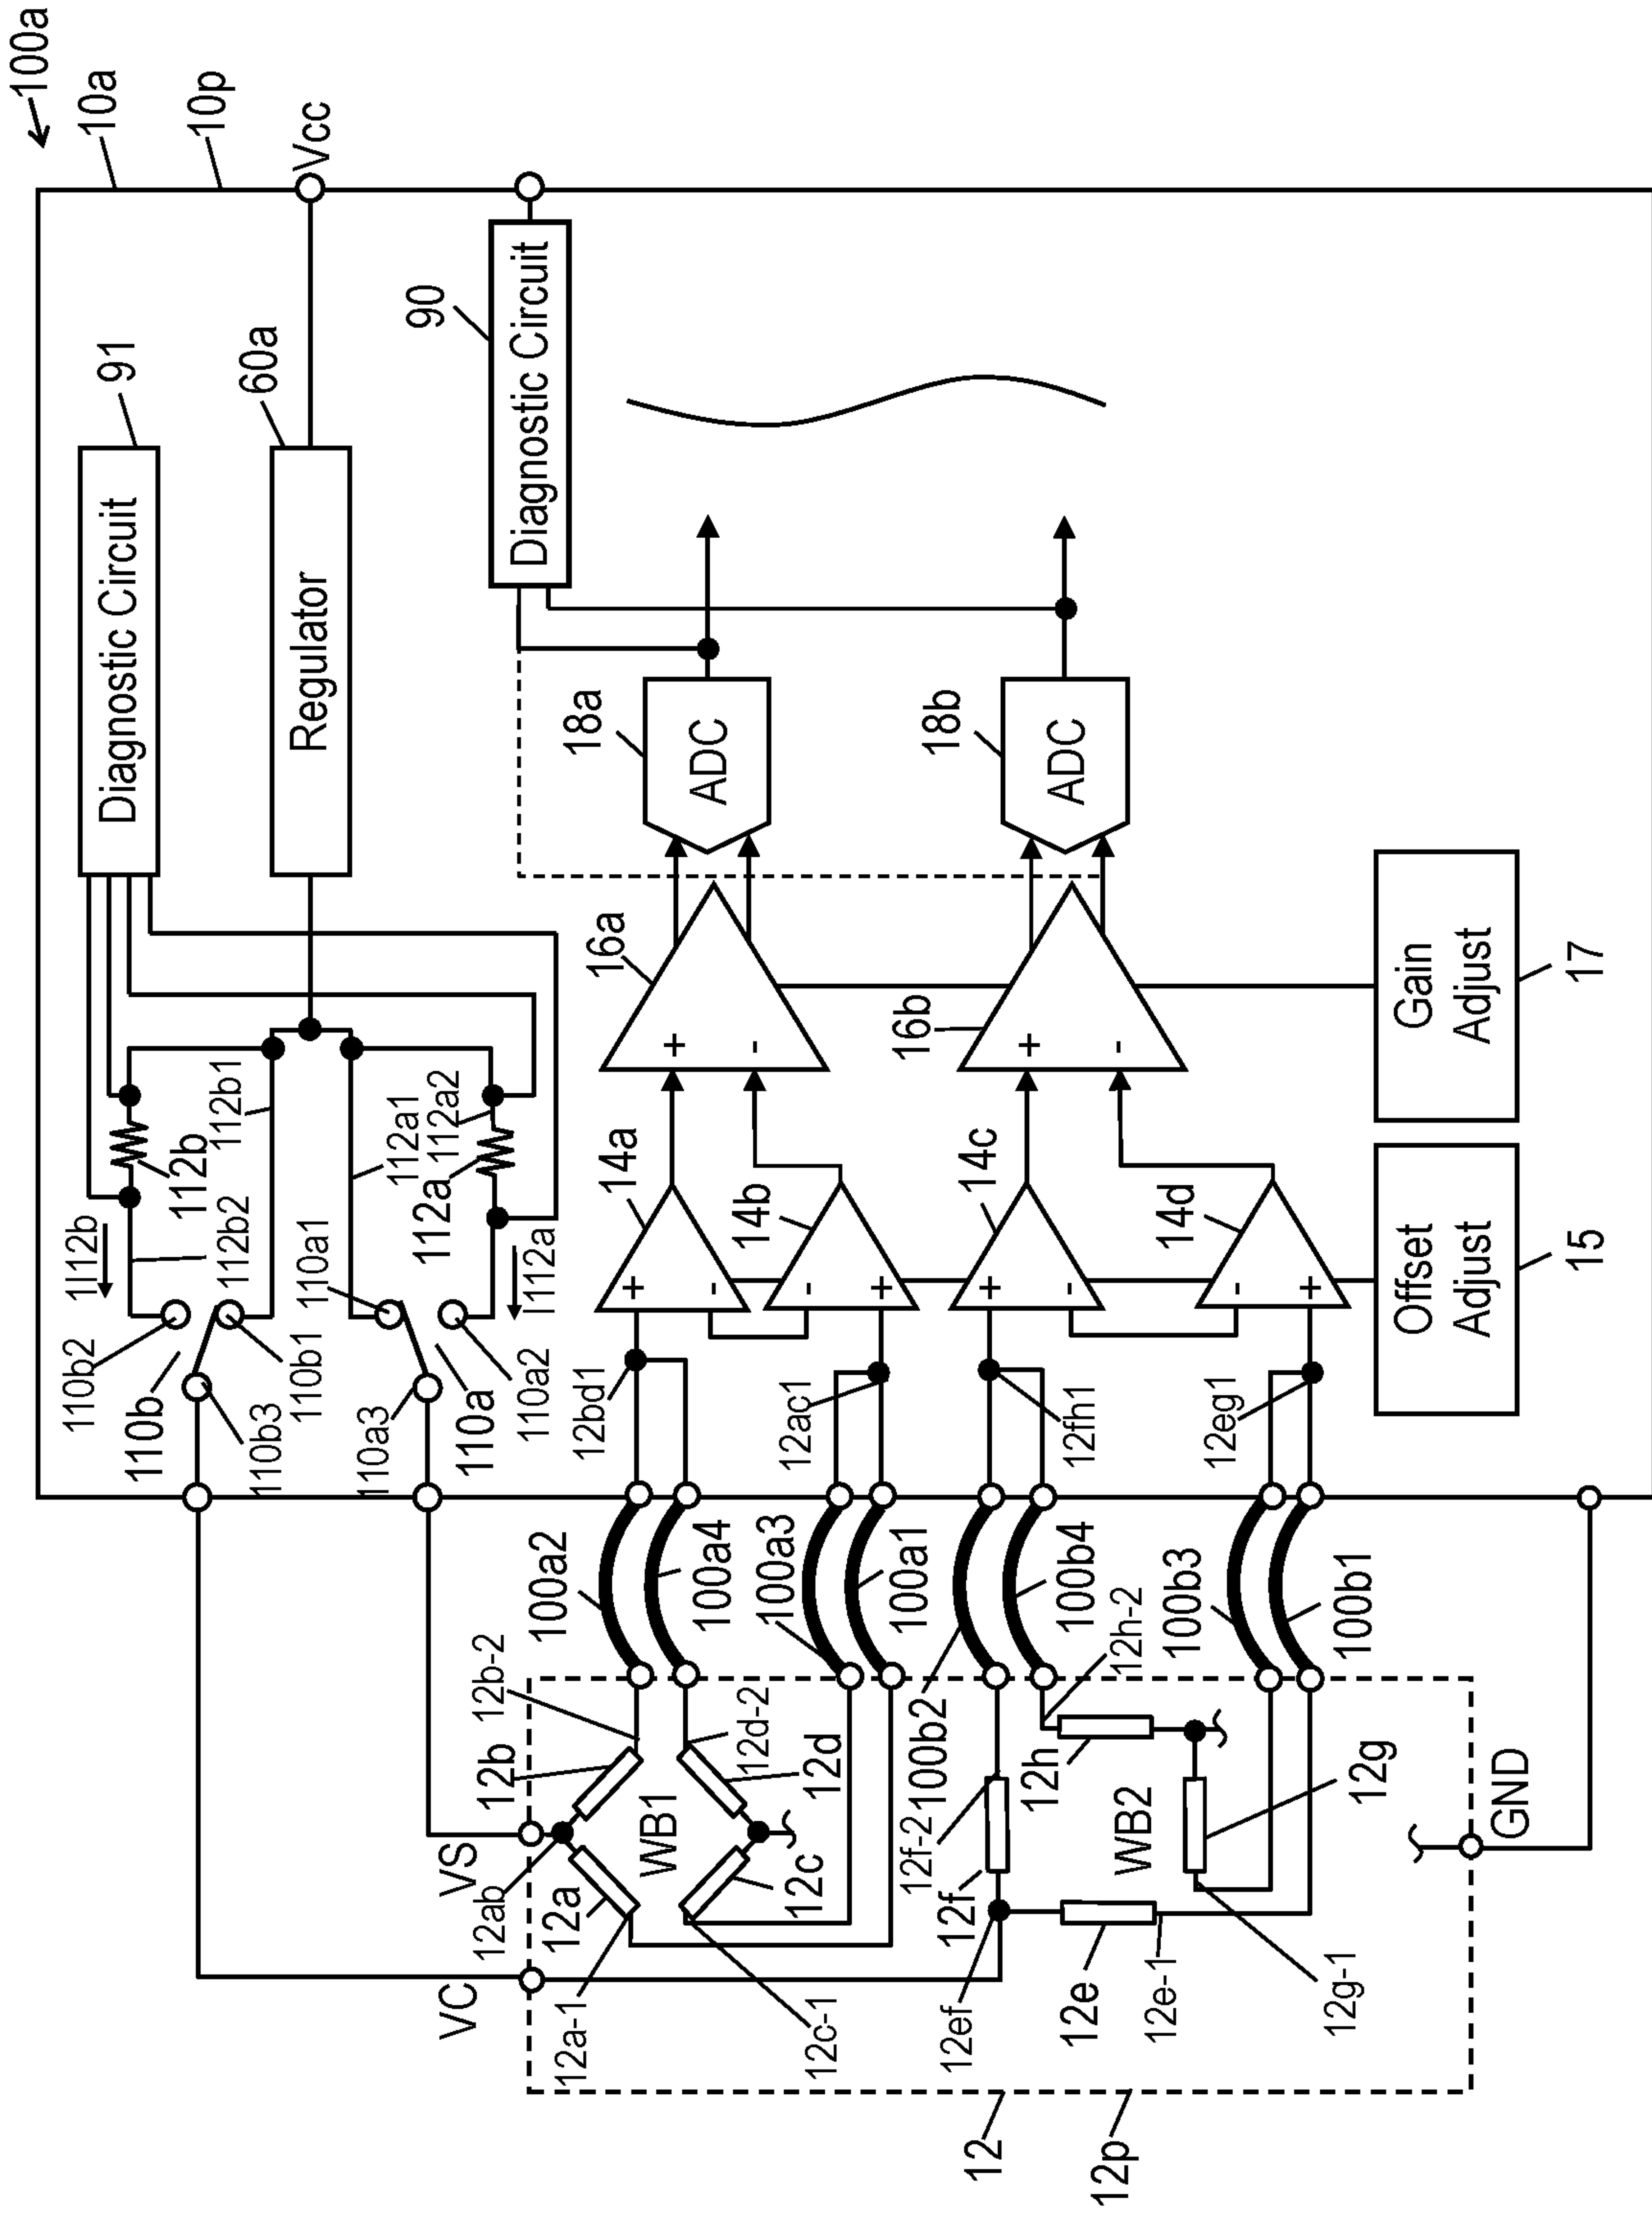 100a
10a
10p
Vcc
Diagnostic Circuit
91
Regulator
60a
Diagnostic Circuit
90
112b
112b1
112b2
1I12b
110b2
110b
110b3
110b1
110a1
112a1
112a2
112a
I112a
110a3
110a
110a2
14a
14b
14c
14d
16a
16b
18a
ADC
18b
ADC
+
-
+
-
+
-
-
+
+
-
-
+
12bd1
12ac1
12fh1
12eg1
Offset
Adjust
15
Gain
Adjust
17
100a2
100a4
100a3
100a1
100b2
100b4
100b3
100b1
VC
VS
12ab
12a
12a-1
12b
12b-2
WB1
12d-2
12d
12c
12c-1
12ef
12f
12f-2
12h
12h-2
WB2
12e
12e-1
12g
12g-1
GND
12
12p